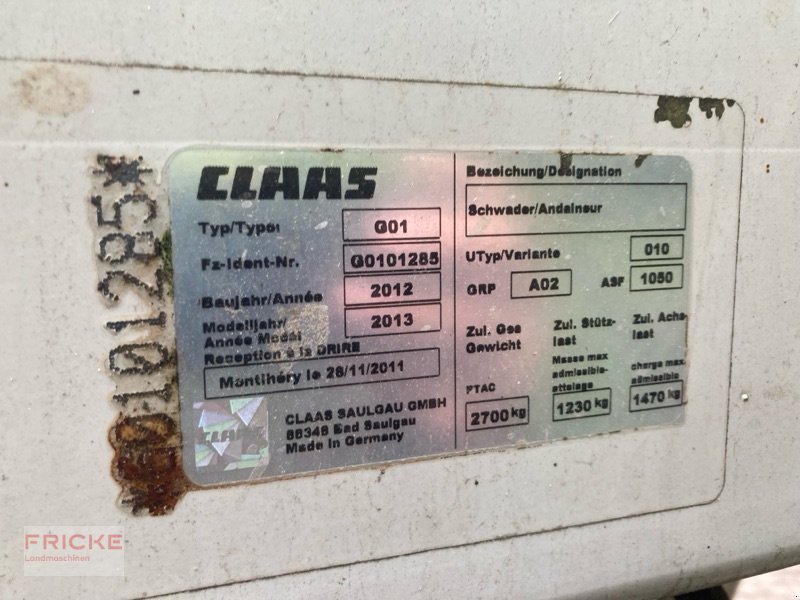 CLAAS
Typ/Type: G01
Fz-Ident-Nr. G0101285
Baujahr/Année 2012
Modelljahr/
Année Model 2013
Reception à la DRIRE
Montlhéry le 28/11/2011
CLAAS
CLAAS SAULGAU GMBH
88348 Bad Saulgau
Made in Germany
Bezeichung/Designation
Schwader/Andaineur
UTyp/Variante 010
GRP A02 ASF 1050
Zul. Ges
Gewicht
PTAC
2700 kg
Zul. Stütz-
last
Masse max
admissible-
attelage
1230 kg
Zul. Achs
last
charge max.
admissible
1470 kg
0101285*
FRICKE
Landmaschinen